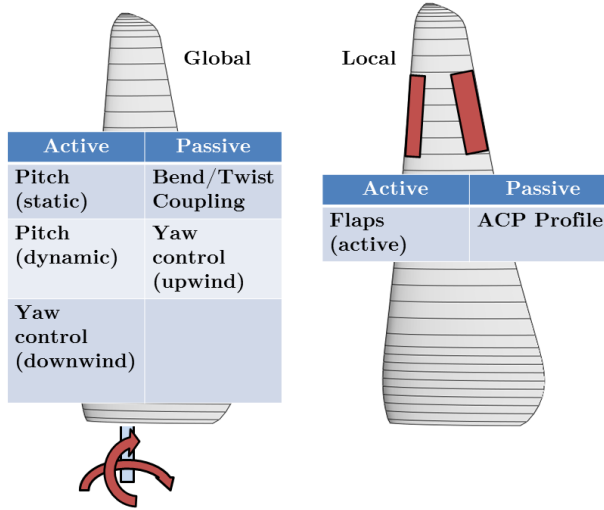 Global
Active Passive
Pitch Bend/Twist
(static) Coupling
Pitch Yaw
(dynamic) control
(upwind)
Yaw
control
(downwind)
Local
Active Passive
Flaps ACP Profile
(active)